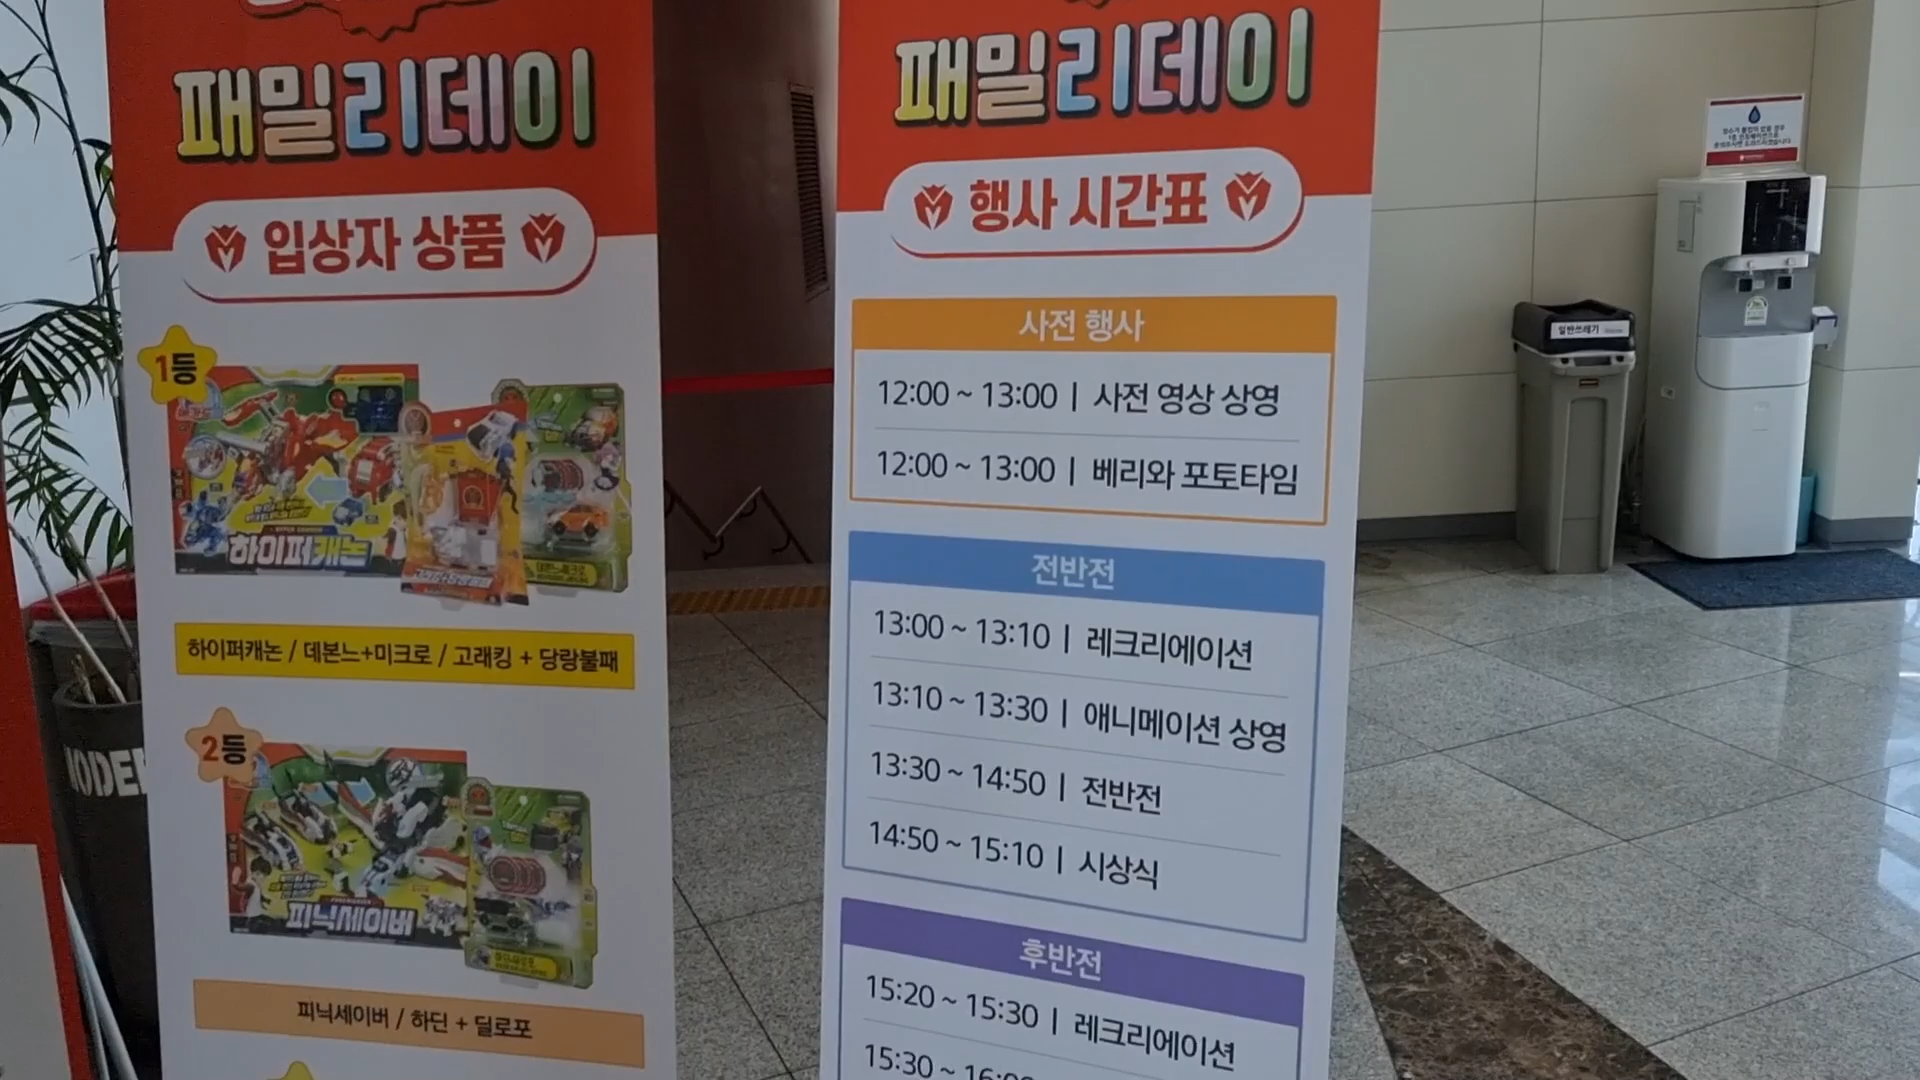 패밀리데이
입상자 상품
1등
하이퍼캐논
하이퍼캐논 / 데본느+미크로 / 고래킹 + 당랑불패
2등
피닉세이버
피닉세이버 / 하딘 + 딜로포
패밀리데이
행사 시간표
사전 행사
12:00 ~ 13:00 | 사전 영상 상영
12:00 ~ 13:00 | 베리와 포토타임
전반전
13:00 ~ 13:10 | 레크리에이션
13:10 ~ 13:30 | 애니메이션 상영
13:30 ~ 14:50 | 전반전
14:50 ~ 15:10 | 시상식
후반전
15:20 ~ 15:30 | 레크리에이션
15:30 ~
일반쓰레기